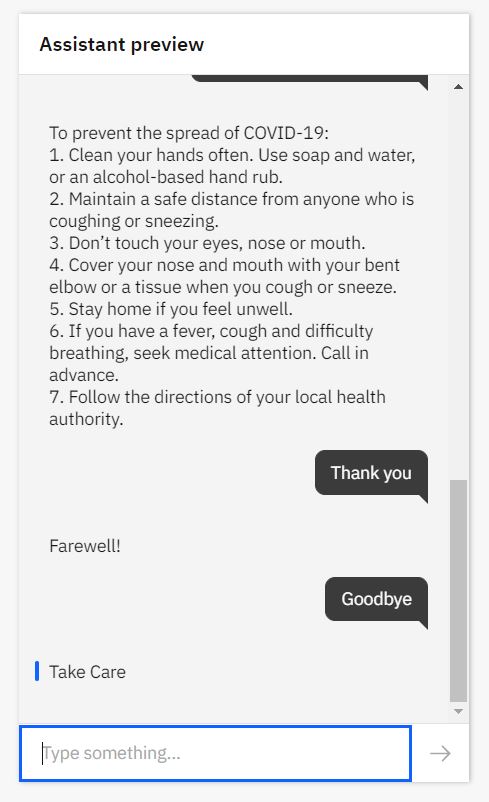 Assistant preview
To prevent the spread of COVID-19:
1. Clean your hands often. Use soap and water,
or an alcohol-based hand rub.
2. Maintain a safe distance from anyone who is
coughing or sneezing.
3. Don’t touch your eyes, nose or mouth.
4. Cover your nose and mouth with your bent
elbow or a tissue when you cough or sneeze.
5. Stay home if you feel unwell.
6. If you have a fever, cough and difficulty
breathing, seek medical attention. Call in
advance.
7. Follow the directions of your local health
authority.
Thank you
Farewell!
Goodbye
Take Care
Type something...